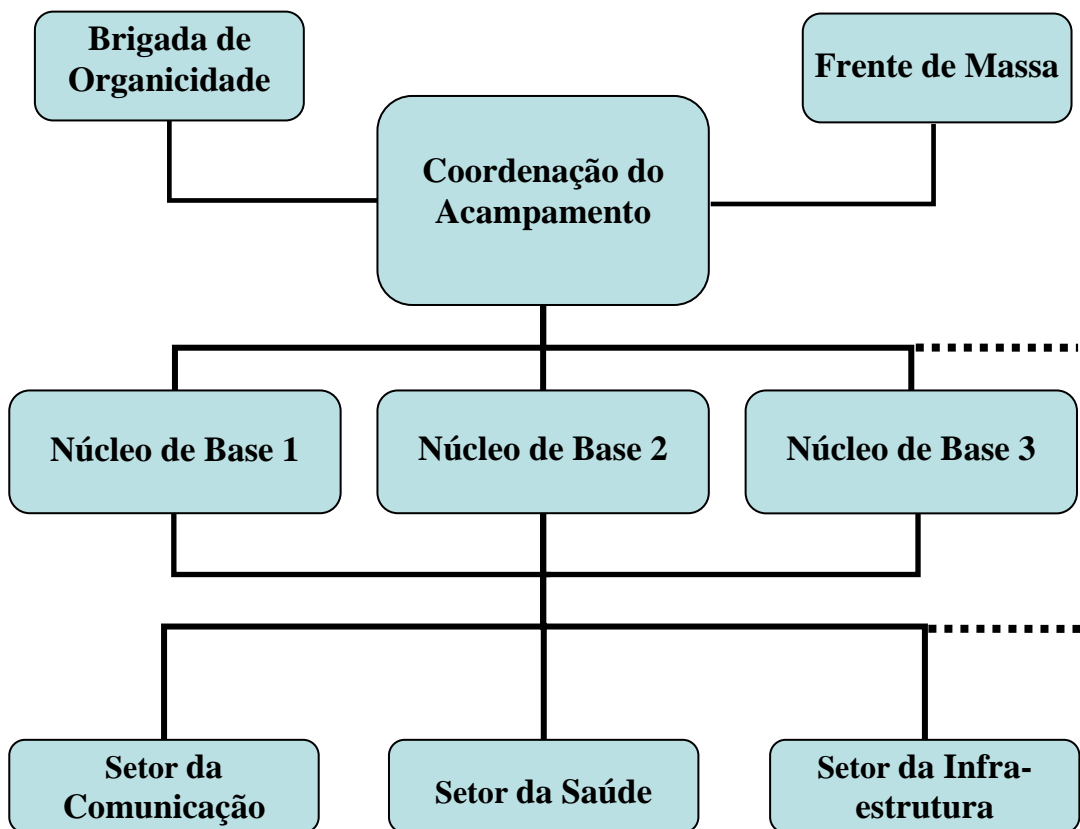 Brigada de
Organicidade
Frente de Massa
Coordenação do
Acampamento
Núcleo de Base 1
Núcleo de Base 2
Núcleo de Base 3
Setor da
Comunicação
Setor da Saúde
Setor da Infra-
estrutura